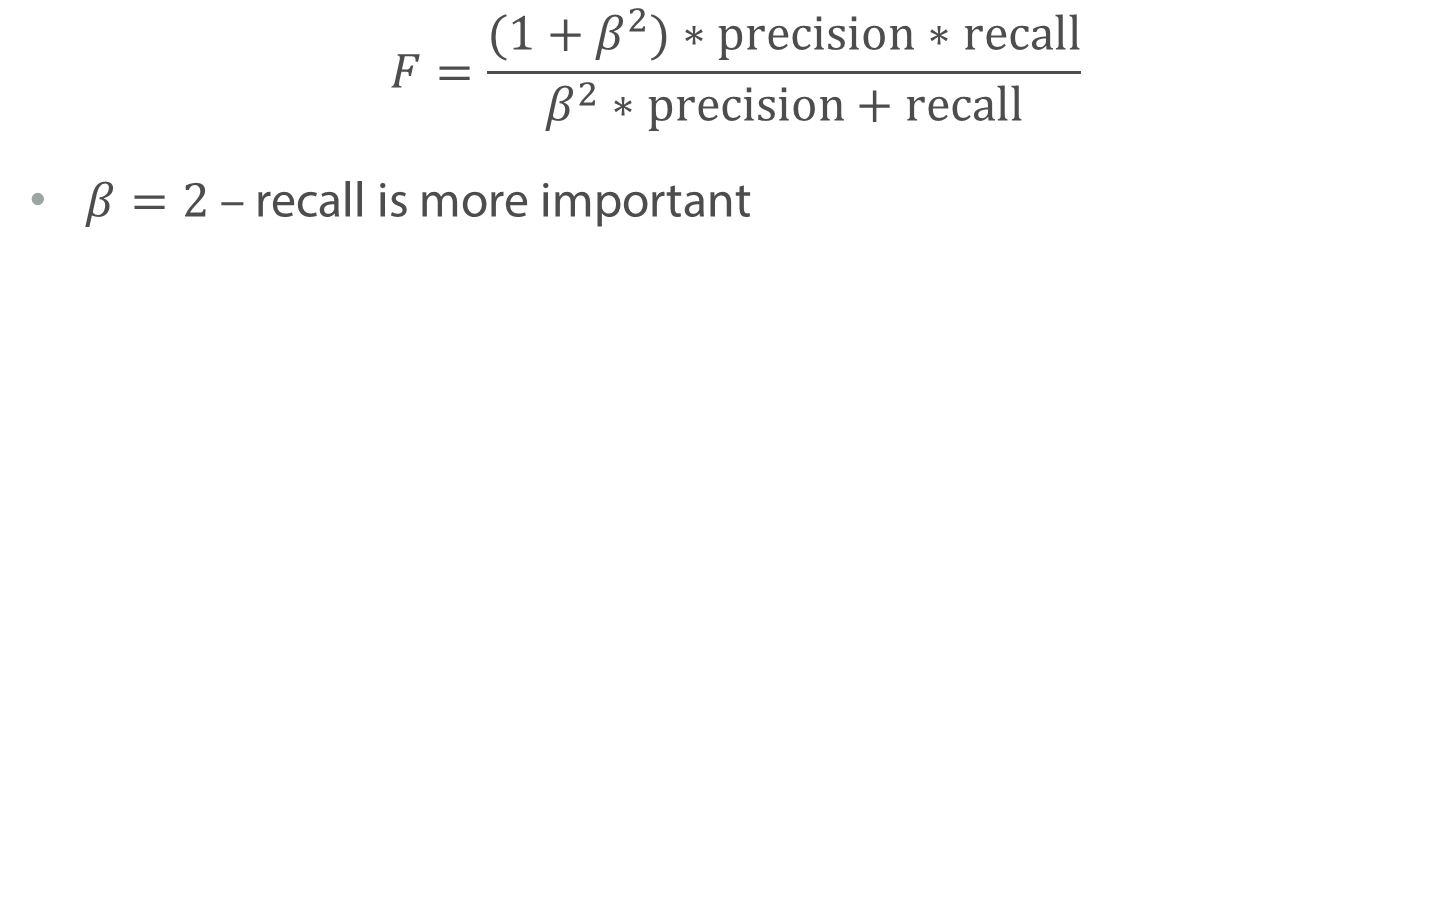 F = (1 + β²) ∗ precision ∗ recall / β² ∗ precision + recall
• β = 2 – recall is more important